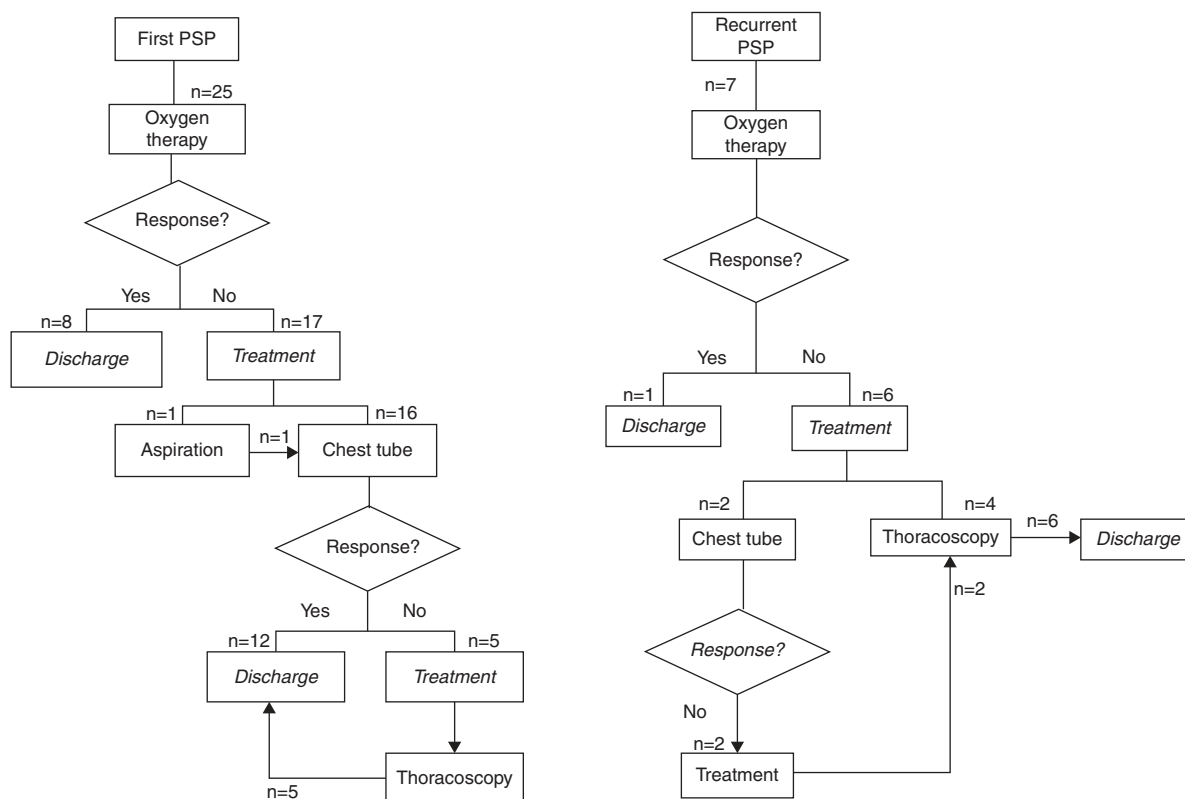 First PSP
n=25
Oxygen
therapy
Response?
Yes
No
n=8
n=17
Discharge
Treatment
n=1
n=16
Aspiration
n=1
Chest tube
Response?
Yes
No
n=12
n=5
Discharge
Treatment
Thoracoscopy
n=5
Recurrent
PSP
n=7
Oxygen
therapy
Response?
Yes
No
n=1
n=6
Discharge
Treatment
n=2
n=4
Chest tube
Thoracoscopy
n=6
Discharge
n=2
Response?
No
n=2
Treatment